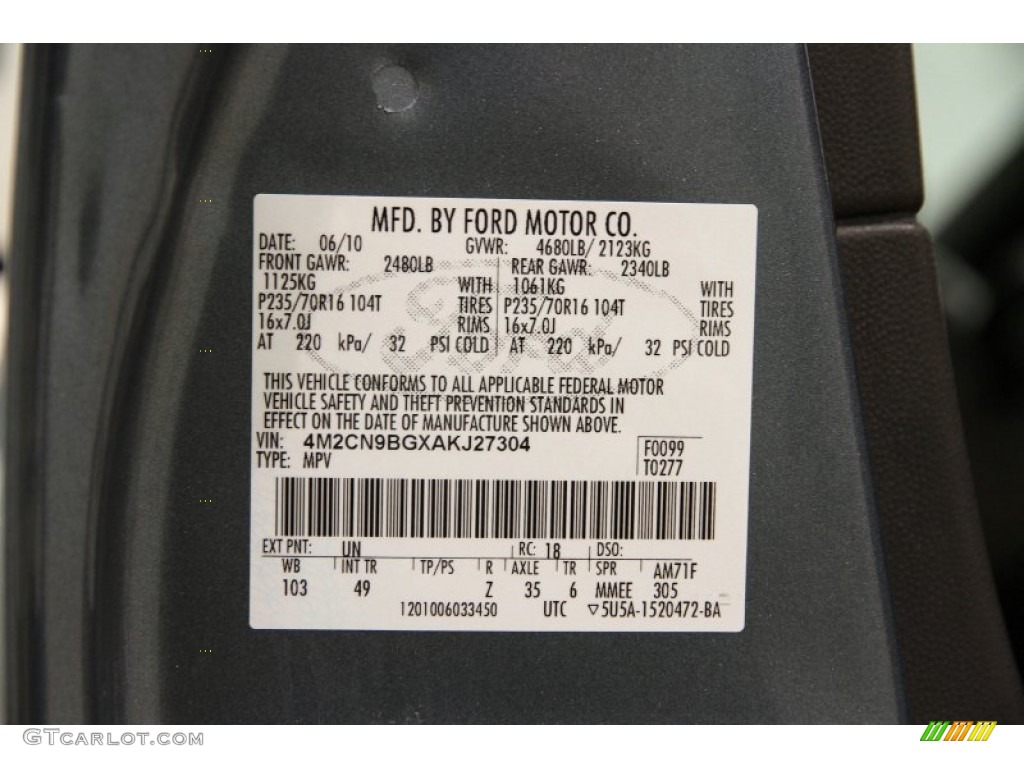 MFD. BY FORD MOTOR CO.
DATE: 06/10 GVWR: 4680LB/ 2123KG
FRONT GAWR: 2480LB REAR GAWR: 2340LB
1125KG WITH 1061KG WITH
P235/70R16 104T TIRES P235/70R16 104T TIRES
16x7.0J RIMS 16x7.0J RIMS
AT 220 kPa/ 32 PSI COLD AT 220 kPa/ 32 PSI COLD
Ford
THIS VEHICLE CONFORMS TO ALL APPLICABLE FEDERAL MOTOR
VEHICLE SAFETY AND THEFT PREVENTION STANDARDS IN
EFFECT ON THE DATE OF MANUFACTURE SHOWN ABOVE.
VIN: 4M2CN9BGXAKJ27304 F0099
TYPE: MPV T0277
EXT PNT: UN RC: 18 DSO:
WB INT TR TP/PS R AXLE TR SPR AM71F
103 49 Z 35 6 MMEE 305
1201006033450 UTC ▽5U5A-1520472-BA
GTcarlot.com